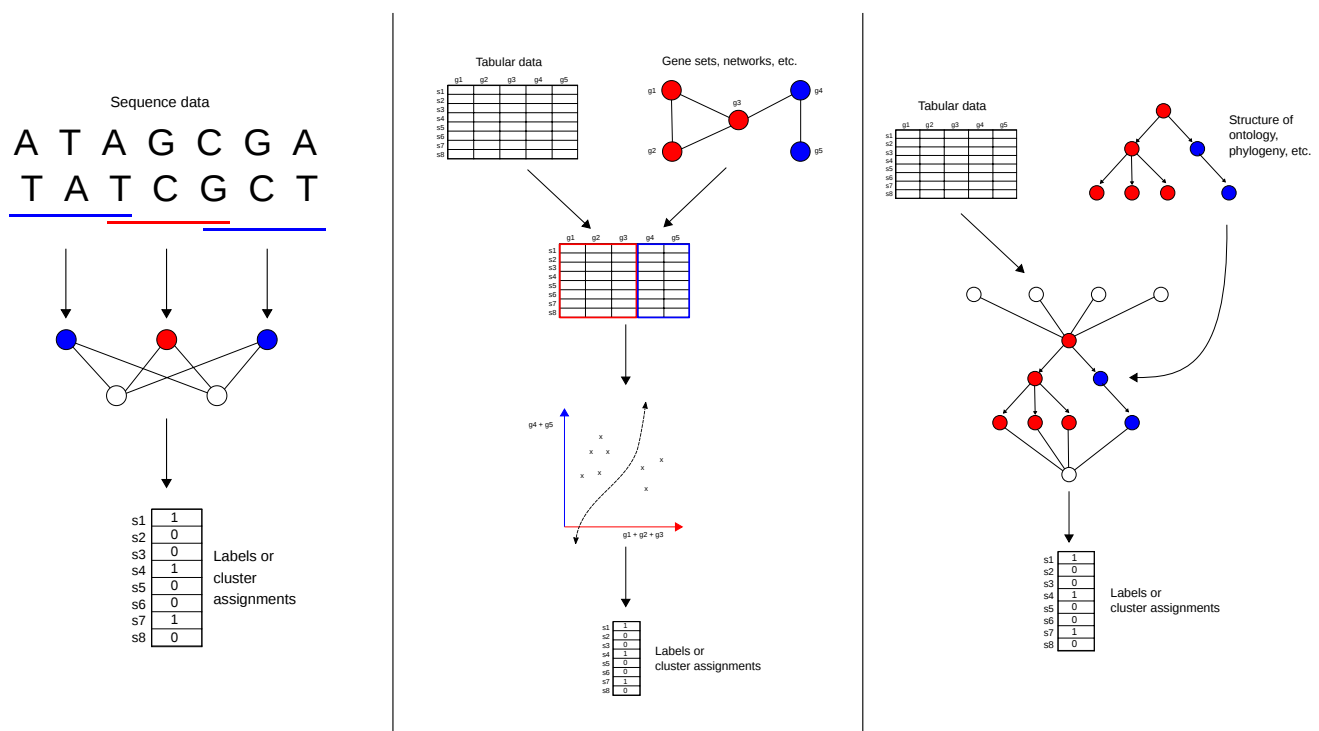 Sequence data
A T A G C G A
T A T C G C T
s1 1
s2 0
s3 0
s4 1
s5 0
s6 0
s7 1
s8 0
Labels or
cluster
assignments
Tabular data
g1 g2 g3 g4 g5
s1
s2
s3
s4
s5
s6
s7
s8
Gene sets, networks, etc.
g1
g2
g3
g4
g5
g1 g2 g3 g4 g5
s1
s2
s3
s4
s5
s6
s7
s8
g4 + g5
x
x x
x x
x
x
x
g1 + g2 + g3
s1 1
s2 0
s3 0
s4 1
s5 0
s6 0
s7 1
s8 0
Labels or
cluster assignments
Tabular data
g1 g2 g3 g4 g5
s1
s2
s3
s4
s5
s6
s7
s8
Structure of
ontology,
phylogeny, etc.
s1 1
s2 0
s3 0
s4 1
s5 0
s6 0
s7 1
s8 0
Labels or
cluster assignments